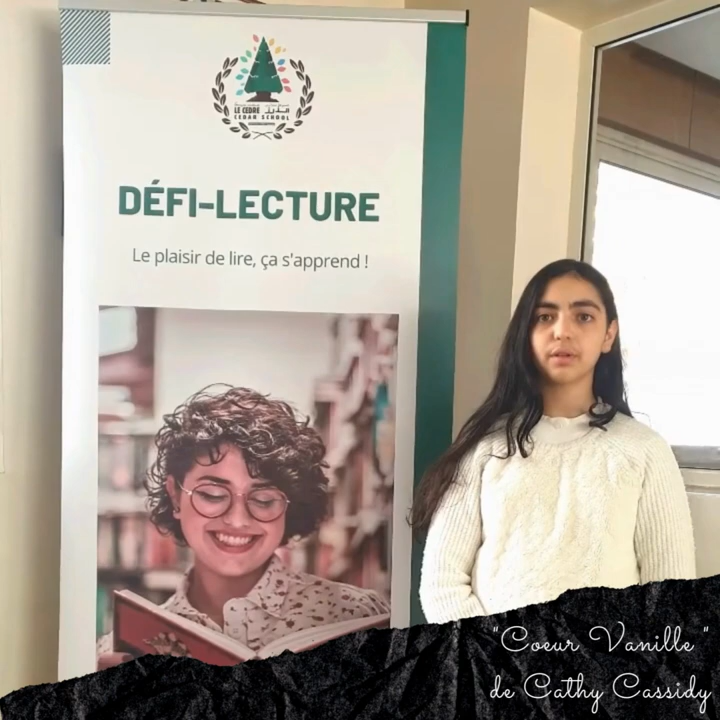 LE CEDRE
CEDAR SCHOOL
DÉFI-LECTURE
Le plaisir de lire, ça s'apprend !
"Coeur Vanille"
de Cathy Cassidy